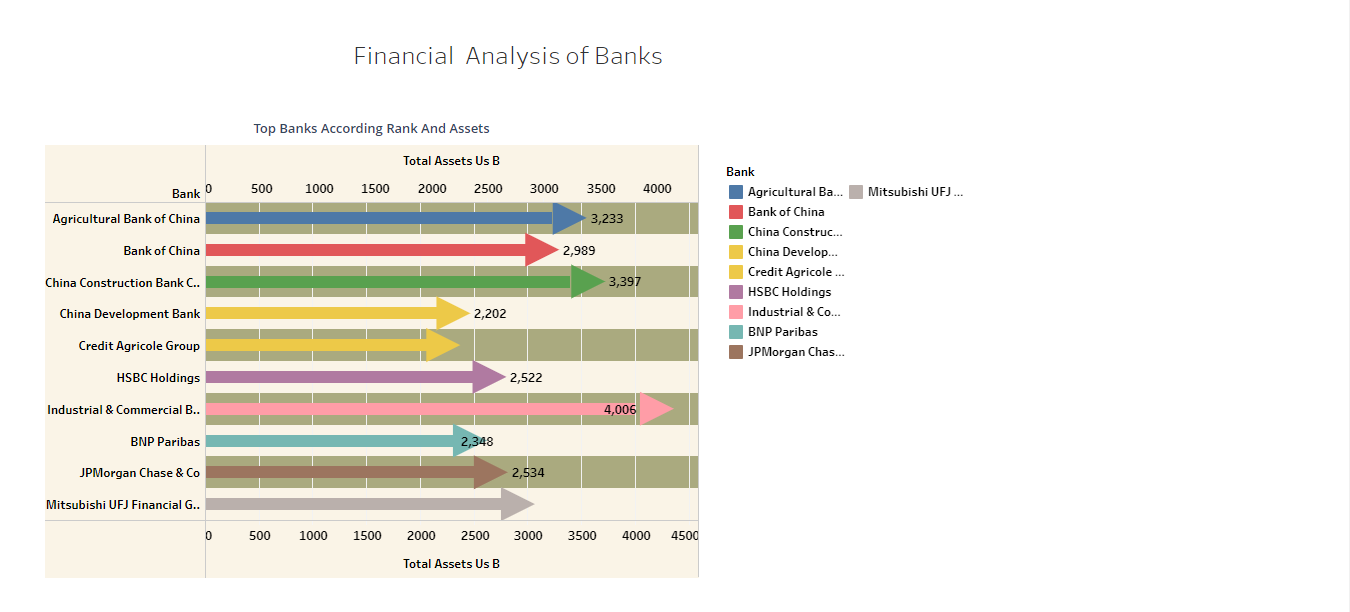 Financial Analysis of Banks
Top Banks According Rank And Assets
Total Assets Us B
Bank
0 500 1000 1500 2000 2500 3000 3500 4000
Agricultural Bank of China 3,233
Bank of China 2,989
China Construction Bank C.. 3,397
China Development Bank 2,202
Credit Agricole Group
HSBC Holdings 2,522
Industrial & Commercial B.. 4,006
BNP Paribas 2,348
JPMorgan Chase & Co 2,534
Mitsubishi UFJ Financial G..
0 500 1000 1500 2000 2500 3000 3500 4000 4500
Total Assets Us B
Bank
Agricultural Ba... Mitsubishi UFJ ...
Bank of China
China Construc...
China Develop...
Credit Agricole ...
HSBC Holdings
Industrial & Co...
BNP Paribas
JPMorgan Chas...